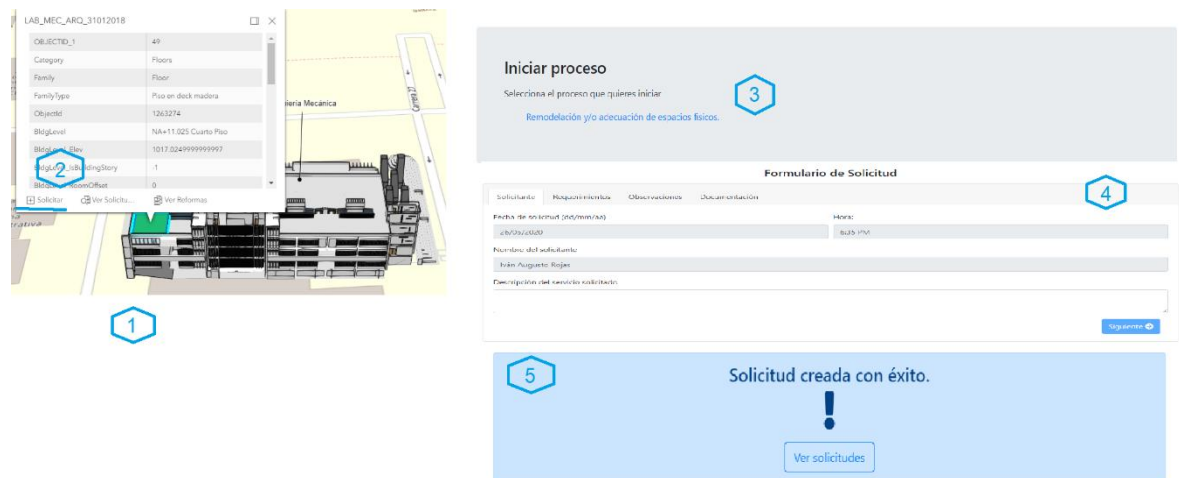 LAB_MEC_ARQ_31012018
OBJECTID_1 49
Category Floors
Family Floor
FamilyType Piso en deck madera
ObjectId 1263274
BldgLevel NA+11.025 Cuarto Piso
BldgLevel_Elev 1017.0249999999997
BldgLevel_IsBuildingStory -1
BldgLevel_RoomOffset 0
Solicitar Ver Solicitu... Ver Reformas
Mecánica
1
2
Iniciar proceso
Selecciona el proceso que quieres iniciar
3
Remodelación y/o adecuación de espacios físicos.
Formulario de Solicitud
4
Solicitante Requerimientos Observaciones Documentación
Fecha de solicitud (dd/mm/aa) Hora:
26/05/2020 6:35 PM
Nombre del solicitante
Iván Augusto Rojas
Descripción del servicio solicitado
Siguiente
5
Solicitud creada con éxito.
!
Ver solicitudes